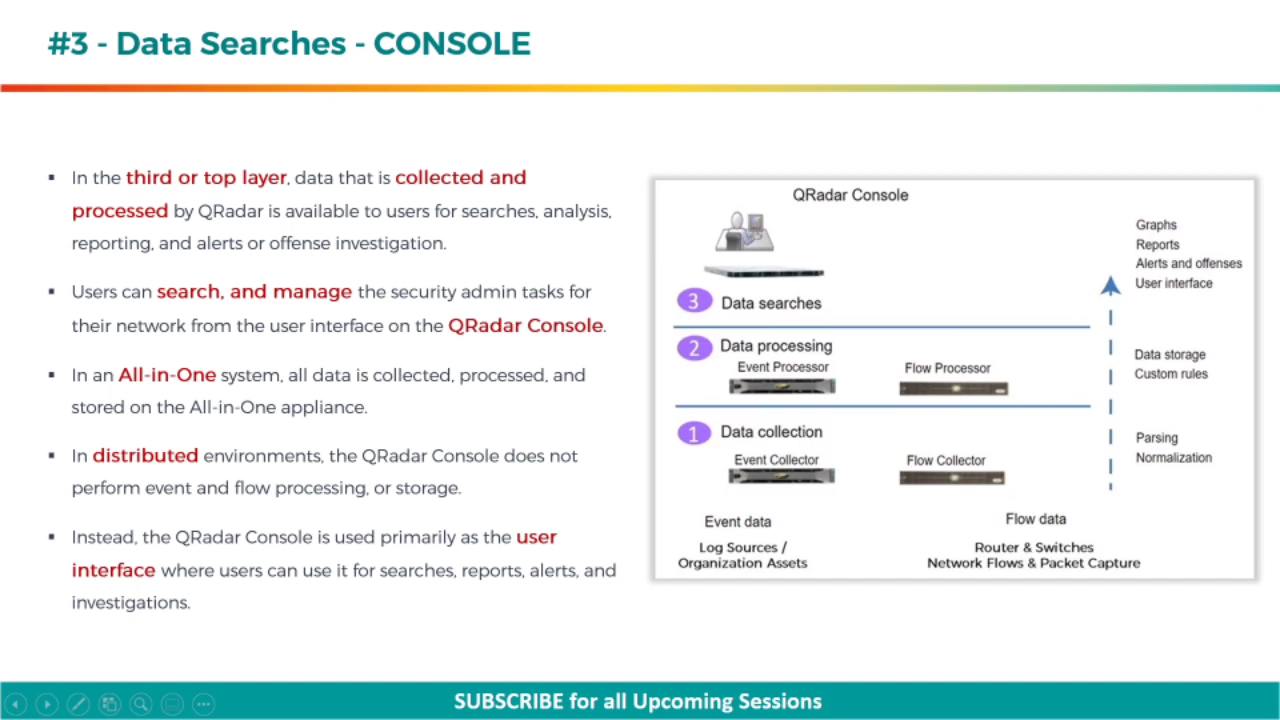 #3 - Data Searches - CONSOLE
▪ In the third or top layer, data that is collected and
processed by QRadar is available to users for searches, analysis,
reporting, and alerts or offense investigation.
▪ Users can search, and manage the security admin tasks for
their network from the user interface on the QRadar Console.
▪ In an All-in-One system, all data is collected, processed, and
stored on the All-in-One appliance.
▪ In distributed environments, the QRadar Console does not
perform event and flow processing, or storage.
▪ Instead, the QRadar Console is used primarily as the user
interface where users can use it for searches, reports, alerts, and
investigations.
QRadar Console
Graphs
Reports
Alerts and offenses
User interface
3 Data searches
2 Data processing
Event Processor
Flow Processor
Data storage
Custom rules
1 Data collection
Event Collector
Flow Collector
Parsing
Normalization
Event data
Flow data
Log Sources /
Organization Assets
Router & Switches
Network Flows & Packet Capture
SUBSCRIBE for all Upcoming Sessions